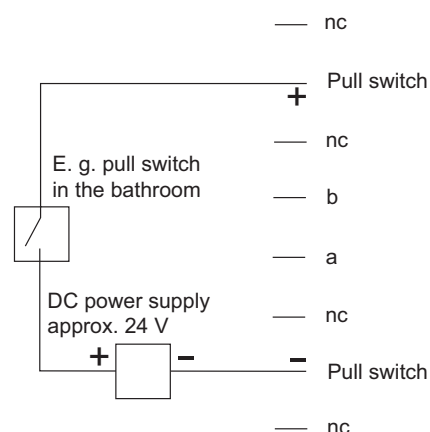 nc
Pull switch
+
nc
E. g. pull switch
in the bathroom
b
a
DC power supply
approx. 24 V
nc
+ – –
Pull switch
nc